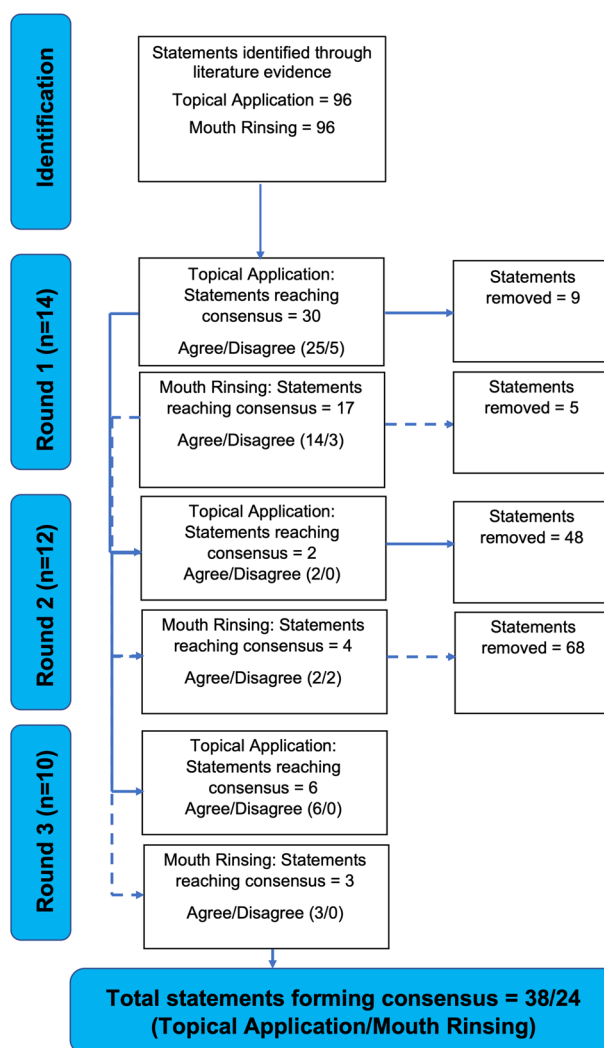 Identification
Statements identified through
literature evidence
Topical Application = 96
Mouth Rinsing = 96
Round 1 (n=14)
Topical Application:
Statements reaching
consensus = 30
Agree/Disagree (25/5)
Statements
removed = 9
Mouth Rinsing: Statements
reaching consensus = 17
Agree/Disagree (14/3)
Statements
removed = 5
Round 2 (n=12)
Topical Application:
Statements reaching
consensus = 2
Agree/Disagree (2/0)
Statements
removed = 48
Mouth Rinsing: Statements
reaching consensus = 4
Agree/Disagree (2/2)
Statements
removed = 68
Round 3 (n=10)
Topical Application:
Statements reaching
consensus = 6
Agree/Disagree (6/0)
Mouth Rinsing: Statements
reaching consensus = 3
Agree/Disagree (3/0)
Total statements forming consensus = 38/24
(Topical Application/Mouth Rinsing)